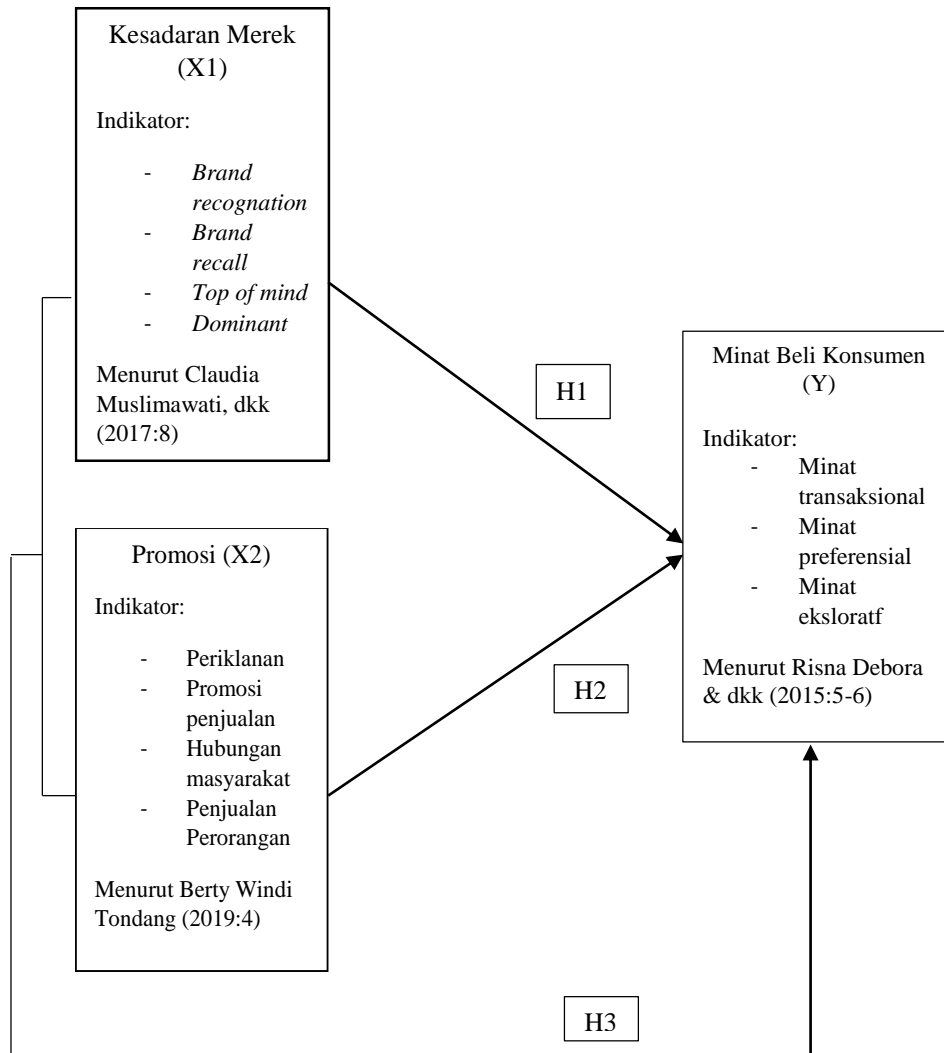 Kesadaran Merek
(X1)
Indikator:
- Brand
recognation
- Brand
recall
- Top of mind
- Dominant
Menurut Claudia
Muslimawati, dkk
(2017:8)
H1
Minat Beli Konsumen
(Y)
Indikator:
- Minat
transaksional
- Minat
preferensial
- Minat
eksloratf
Menurut Risna Debora
& dkk (2015:5-6)
Promosi (X2)
Indikator:
- Periklanan
- Promosi
penjualan
- Hubungan
masyarakat
- Penjualan
Perorangan
Menurut Berty Windi
Tondang (2019:4)
H2
H3